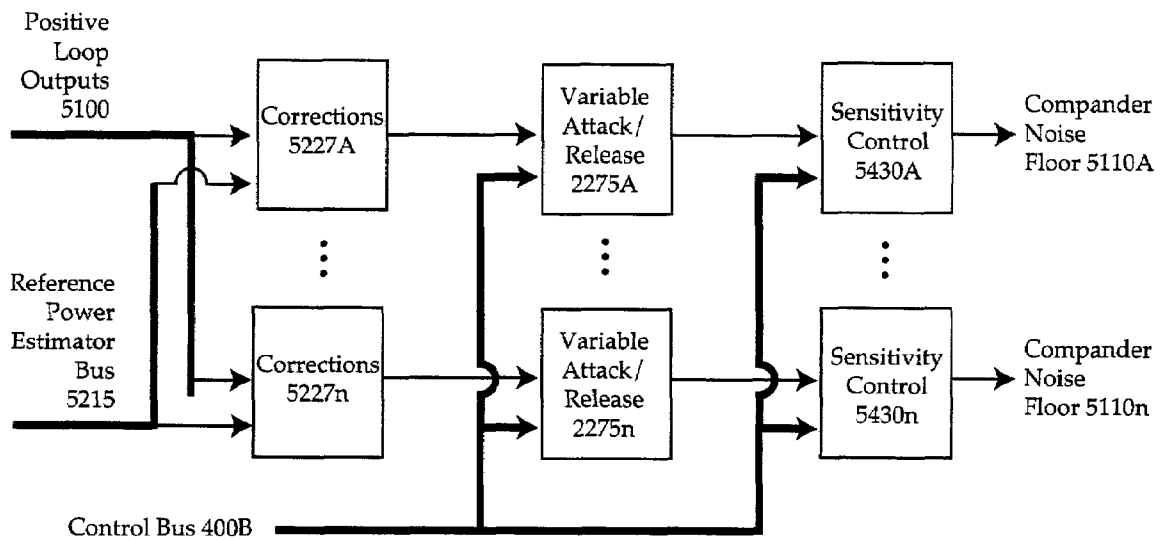 Positive
Loop
Outputs
5100
Corrections
5227A
Variable
Attack/
Release
2275A
Sensitivity
Control
5430A
Compander
Noise
Floor 5110A
Reference
Power
Estimator
Bus
5215
Corrections
5227n
Variable
Attack/
Release
2275n
Sensitivity
Control
5430n
Compander
Noise
Floor 5110n
Control Bus 400B